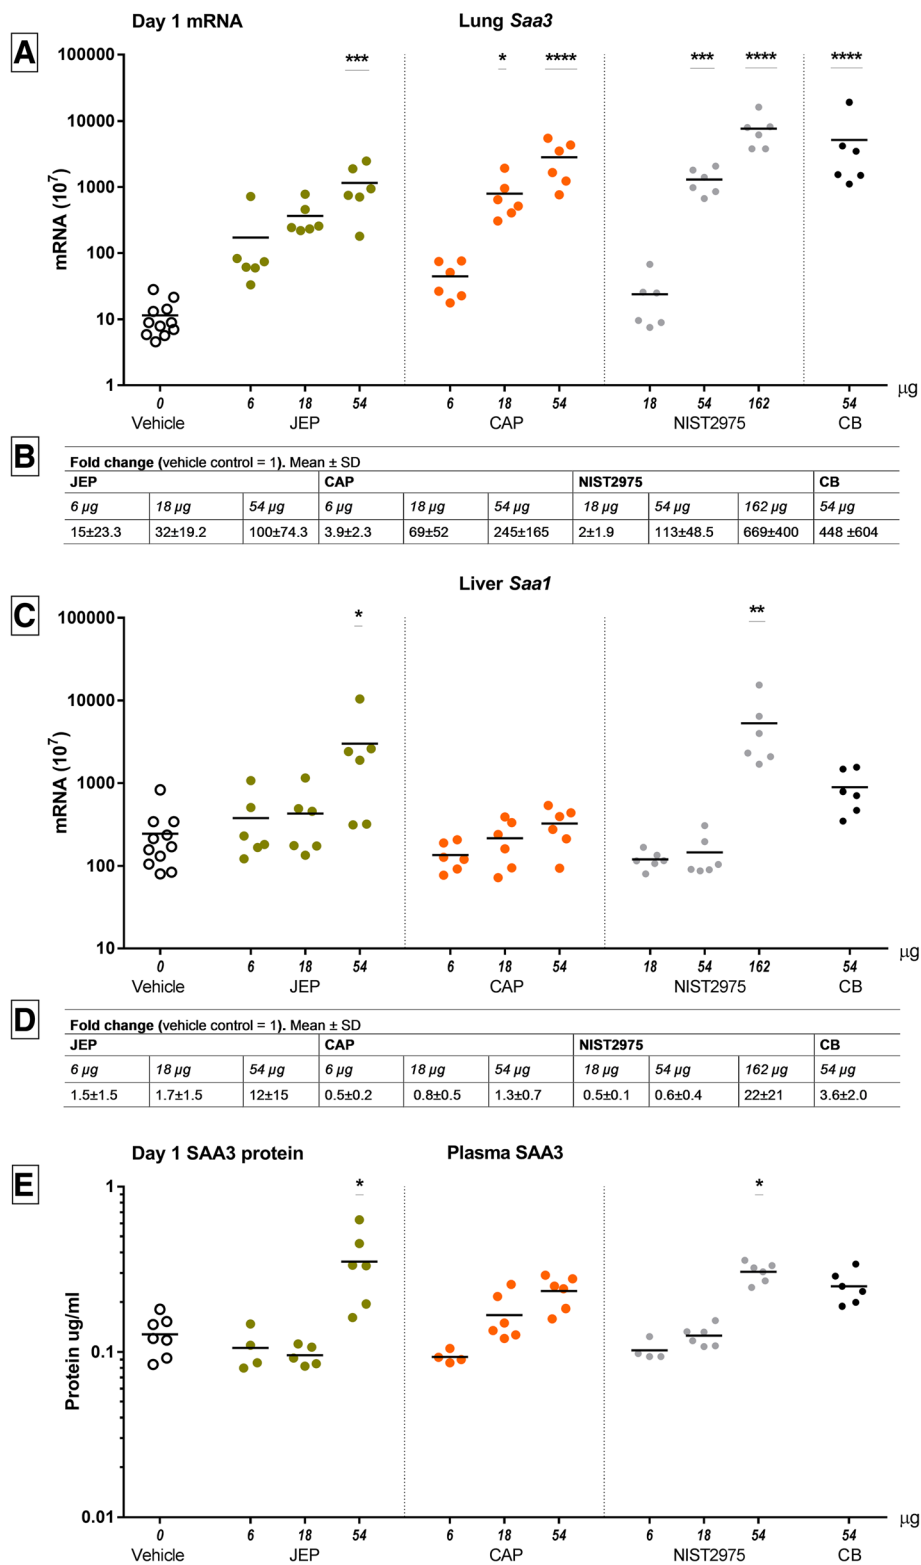 Day 1 mRNA Lung Saa3
A
*** * **** *** **** ****
100000
10000
1000
100
10
1
mRNA (10⁷)
0 6 18 54 6 18 54 18 54 162 54 μg
Vehicle JEP CAP NIST2975 CB
B
Fold change (vehicle control = 1). Mean ± SD
JEP CAP NIST2975 CB
6 μg 18 μg 54 μg 6 μg 18 μg 54 μg 18 μg 54 μg 162 μg 54 μg
15±23.3 32±19.2 100±74.3 3.9±2.3 69±52 245±165 2±1.9 113±48.5 669±400 448 ±604
Liver Saa1
C
* **
100000
10000
1000
100
10
mRNA (10⁷)
0 6 18 54 6 18 54 18 54 162 54 μg
Vehicle JEP CAP NIST2975 CB
D
Fold change (vehicle control = 1). Mean ± SD
JEP CAP NIST2975 CB
6 μg 18 μg 54 μg 6 μg 18 μg 54 μg 18 μg 54 μg 162 μg 54 μg
1.5±1.5 1.7±1.5 12±15 0.5±0.2 0.8±0.5 1.3±0.7 0.5±0.1 0.6±0.4 22±21 3.6±2.0
Day 1 SAA3 protein Plasma SAA3
E
* *
1
0.1
0.01
Protein ug/ml
0 6 18 54 6 18 54 6 18 54 54 μg
Vehicle JEP CAP NIST2975 CB